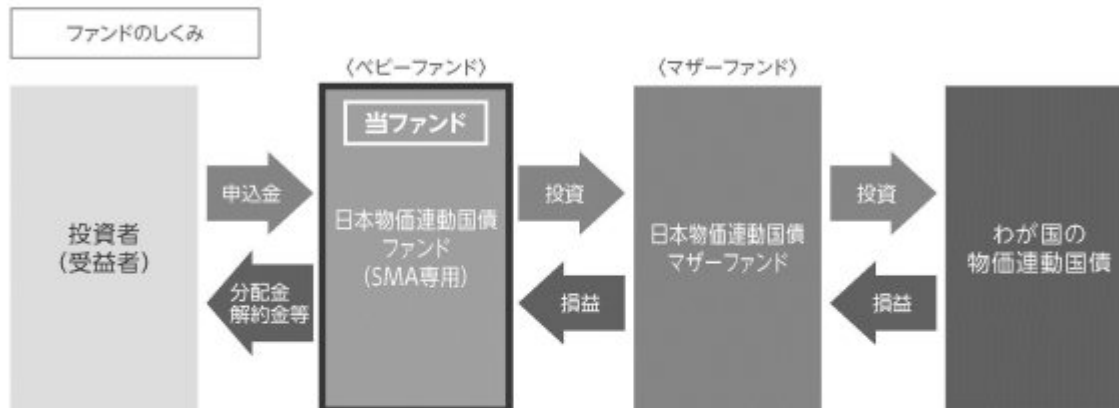 ファンドのしくみ
〈ベビーファンド〉
〈マザーファンド〉
投資者
(受益者)
申込金
分配金
解約金等
当ファンド
日本物価連動国債
ファンド
(SMA専用)
投資
損益
日本物価連動国債
マザーファンド
投資
損益
わが国の
物価連動国債